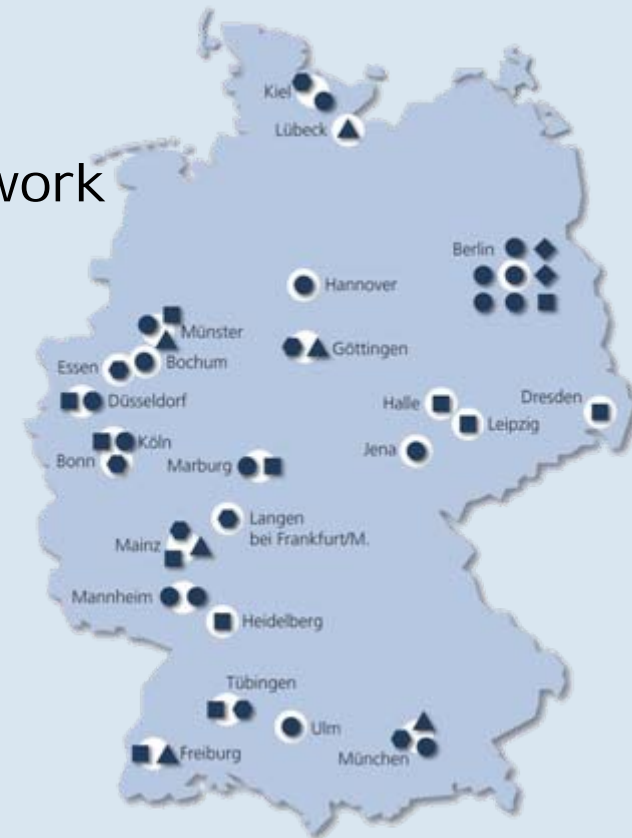 Kiel
Lübeck
work
Berlin
Hannover
Münster
Göttingen
Essen
Bochum
Düsseldorf
Halle
Dresden
Leipzig
Köln
Jena
Bonn
Marburg
Langen
bei Frankfurt/M.
Mainz
Mannheim
Heidelberg
Tübingen
Ulm
Freiburg
München